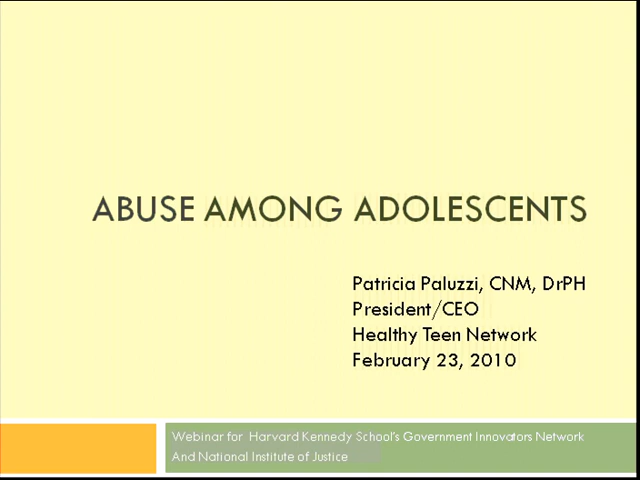 ABUSE AMONG ADOLESCENTS
Patricia Paluzzi, CNM, DrPH
President/CEO
Healthy Teen Network
February 23, 2010
Webinar for Harvard Kennedy School's Government Innovators Network
And National Institute of Justice